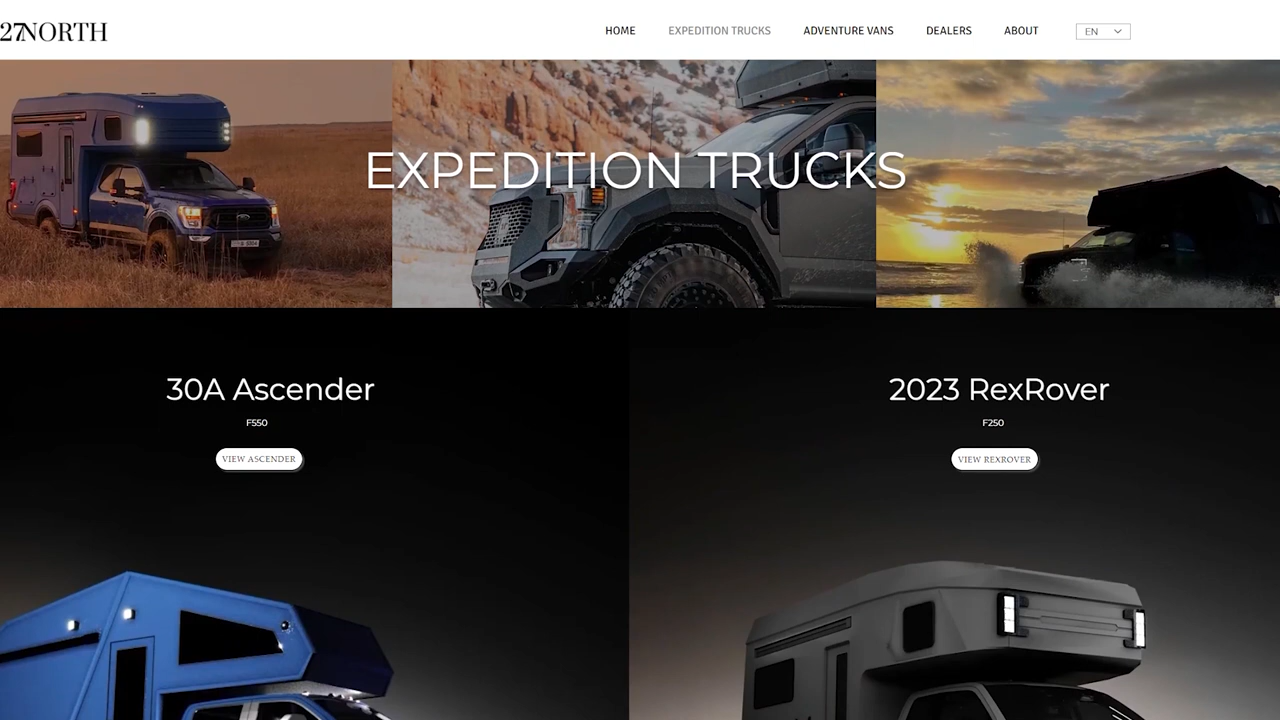 27NORTH
HOME
EXPEDITION TRUCKS
ADVENTURE VANS
DEALERS
ABOUT
EN
EXPEDITION TRUCKS
30A Ascender
F550
VIEW ASCENDER
2023 RexRover
F250
VIEW REXROVER